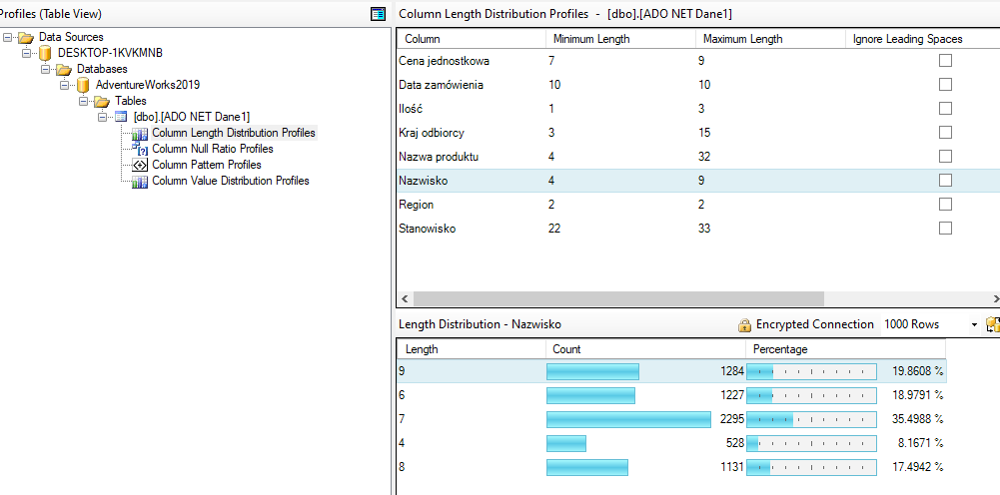 Profiles (Table View)
Data Sources
DESKTOP-1KVKMNB
Databases
AdventureWorks2019
Tables
[dbo].[ADO NET Dane1]
Column Length Distribution Profiles
Column Null Ratio Profiles
Column Pattern Profiles
Column Value Distribution Profiles
Column Length Distribution Profiles - [dbo].[ADO NET Dane1]
Column Minimum Length Maximum Length Ignore Leading Spaces
Cena jednostkowa 7 9
Data zamówienia 10 10
Ilość 1 3
Kraj odbiorcy 3 15
Nazwa produktu 4 32
Nazwisko 4 9
Region 2 2
Stanowisko 22 33
Length Distribution - Nazwisko Encrypted Connection 1000 Rows
Length Count Percentage
9 1284 19.8608 %
6 1227 18.9791 %
7 2295 35.4988 %
4 528 8.1671 %
8 1131 17.4942 %